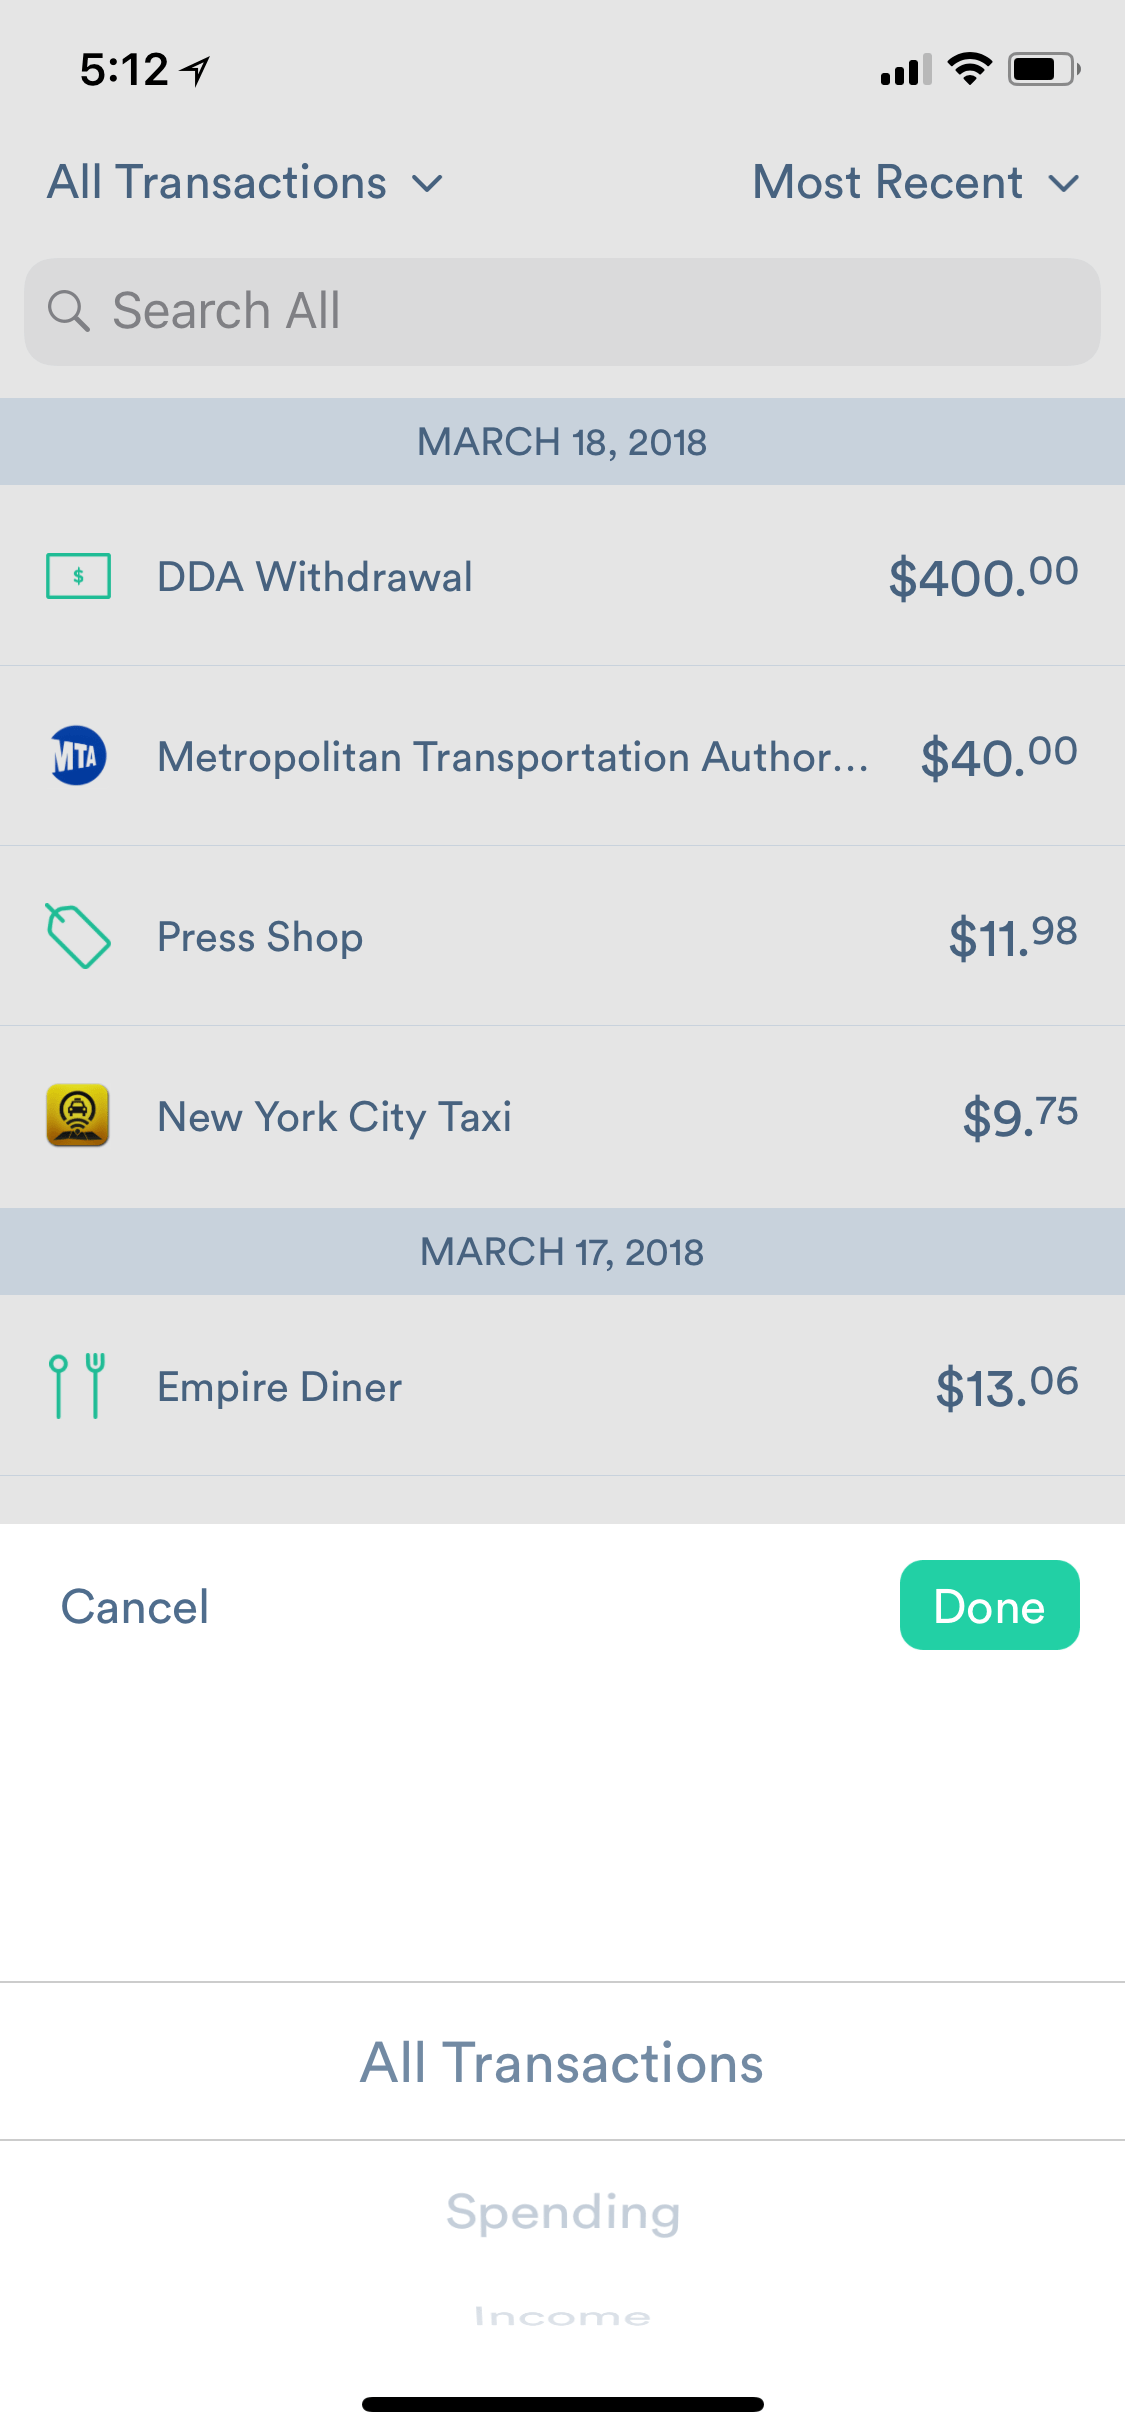 5:12
All Transactions
Most Recent
Search All
MARCH 18, 2018
$
DDA Withdrawal $400.00
MTA
Metropolitan Transportation Author... $40.00
Press Shop $11.98
New York City Taxi $9.75
MARCH 17, 2018
Empire Diner $13.06
Cancel
Done
All Transactions
Spending
Income